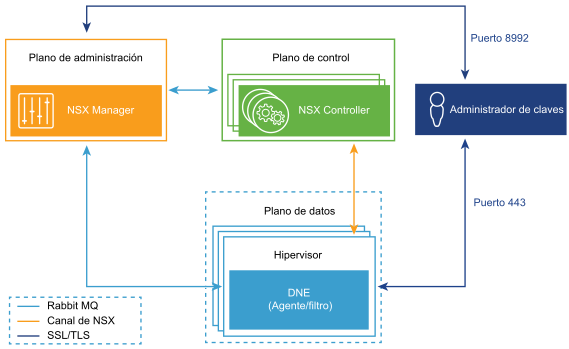 Puerto 8992
Plano de administración
Plano de control
NSX Manager
NSX Controller
Administrador de claves
Puerto 443
Plano de datos
Hipervisor
DNE
(Agente/filtro)
Rabbit MQ
Canal de NSX
SSL/TLS